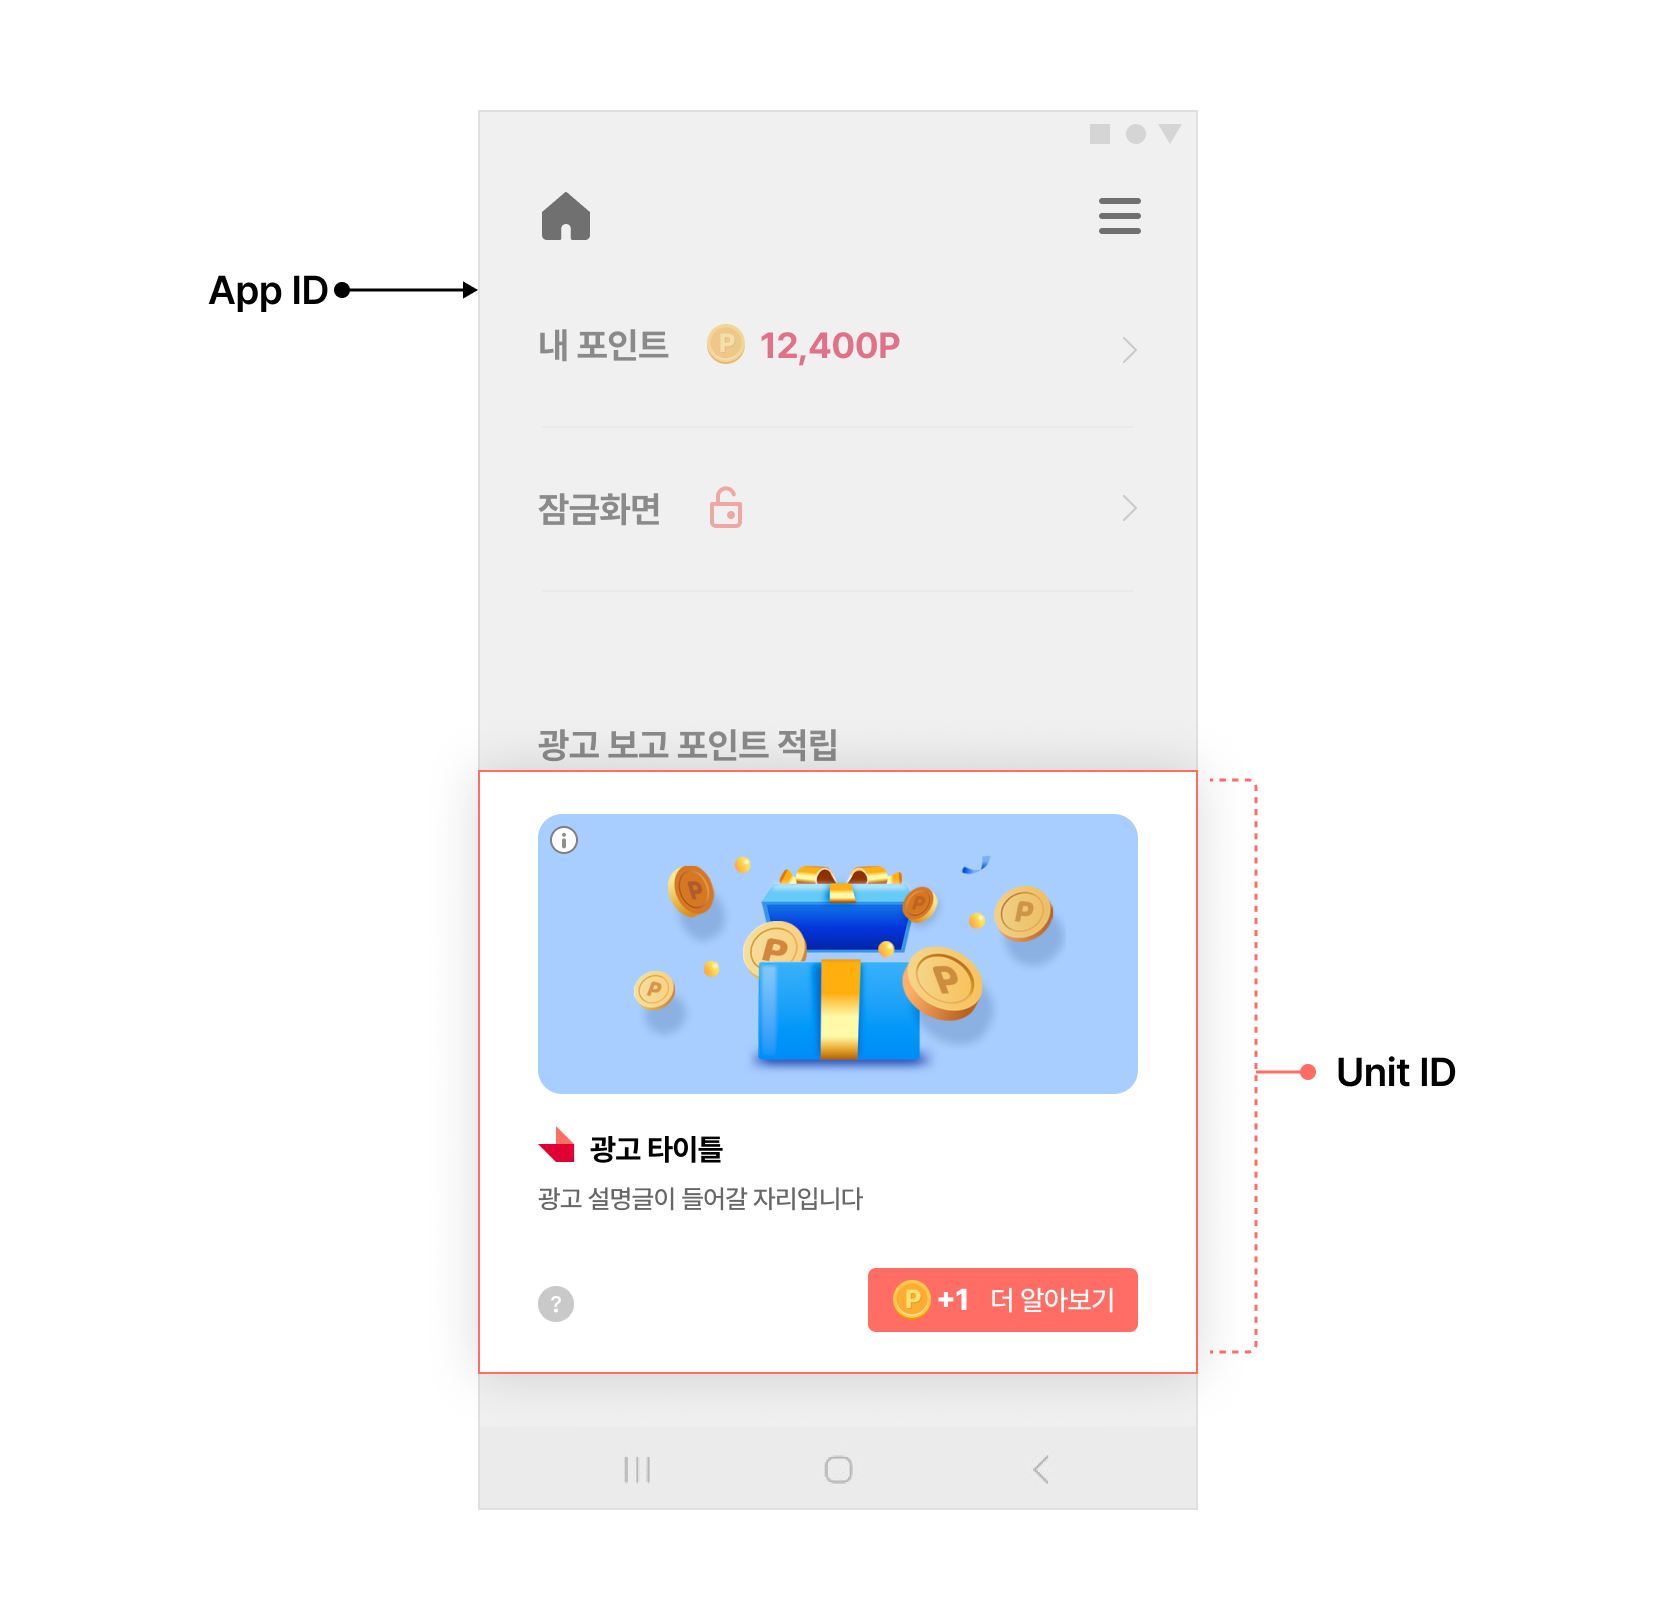 App ID
내 포인트 P 12,400P
잠금화면
광고 보고 포인트 적립
P
P
P
P
P
P
광고 타이틀
광고 설명글이 들어갈 자리입니다
?
P +1 더 알아보기
Unit ID